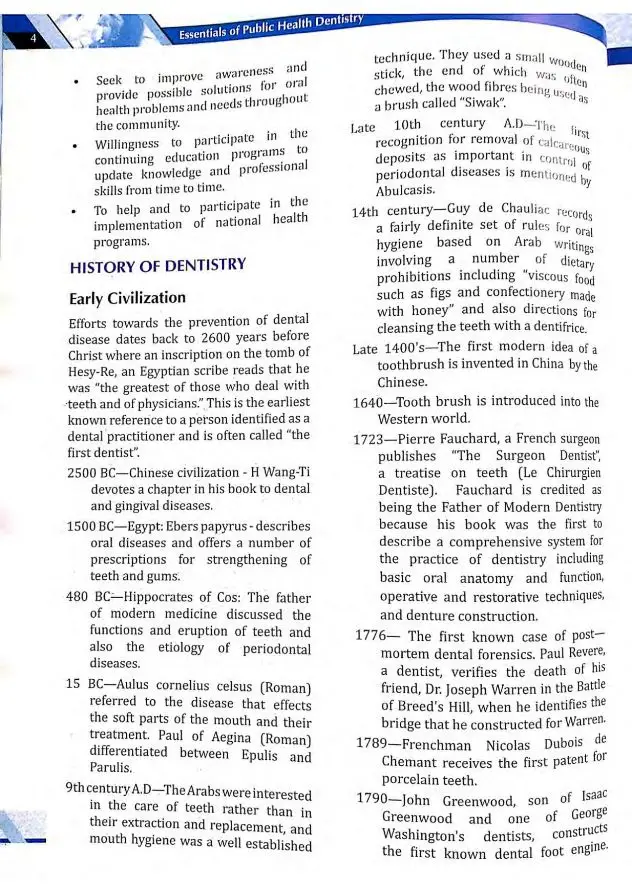 4
Essentials of Public Health Dentistry
• Seek to improve awareness and
provide possible solutions for oral
health problems and needs throughout
the community.
• Willingness to participate in the
continuing education programs to
update knowledge and professional
skills from time to time.
• To help and to participate in the
implementation of national health
programs.
HISTORY OF DENTISTRY
Early Civilization
Efforts towards the prevention of dental
disease dates back to 2600 years before
Christ where an inscription on the tomb of
Hesy-Re, an Egyptian scribe reads that he
was "the greatest of those who deal with
teeth and of physicians." This is the earliest
known reference to a person identified as a
dental practitioner and is often called "the
first dentist".
2500 BC—Chinese civilization - H Wang-Ti
devotes a chapter in his book to dental
and gingival diseases.
1500 BC—Egypt: Ebers papyrus - describes
oral diseases and offers a number of
prescriptions for strengthening of
teeth and gums.
480 BC—Hippocrates of Cos: The father
of modern medicine discussed the
functions and eruption of teeth and
also the etiology of periodontal
diseases.
15 BC—Aulus cornelius celsus (Roman)
referred to the disease that effects
the soft parts of the mouth and their
treatment. Paul of Aegina (Roman)
differentiated between Epulis and
Parulis.
9th century A.D—The Arabs were interested
in the care of teeth rather than in
their extraction and replacement, and
mouth hygiene was a well established
technique. They used a small wooden
stick, the end of which was often
chewed, the wood fibres being used as
a brush called "Siwak".
Late 10th century A.D—The first
recognition for removal of calcareous
deposits as important in control of
periodontal diseases is mentioned by
Abulcasis.
14th century—Guy de Chauliac records
a fairly definite set of rules for oral
hygiene based on Arab writings
involving a number of dietary
prohibitions including "viscous food
such as figs and confectionery made
with honey" and also directions for
cleansing the teeth with a dentifrice.
Late 1400's—The first modern idea of a
toothbrush is invented in China by the
Chinese.
1640—Tooth brush is introduced into the
Western world.
1723—Pierre Fauchard, a French surgeon
publishes "The Surgeon Dentist",
a treatise on teeth (Le Chirurgien
Dentiste). Fauchard is credited as
being the Father of Modern Dentistry
because his book was the first to
describe a comprehensive system for
the practice of dentistry including
basic oral anatomy and function,
operative and restorative techniques,
and denture construction.
1776— The first known case of post-
mortem dental forensics. Paul Revere,
a dentist, verifies the death of his
friend, Dr. Joseph Warren in the Battle
of Breed's Hill, when he identifies the
bridge that he constructed for Warren.
1789—Frenchman Nicolas Dubois de
Chemant receives the first patent for
porcelain teeth.
1790—John Greenwood, son of Isaac
Greenwood and one of George
Washington's dentists, constructs
the first known dental foot engine.